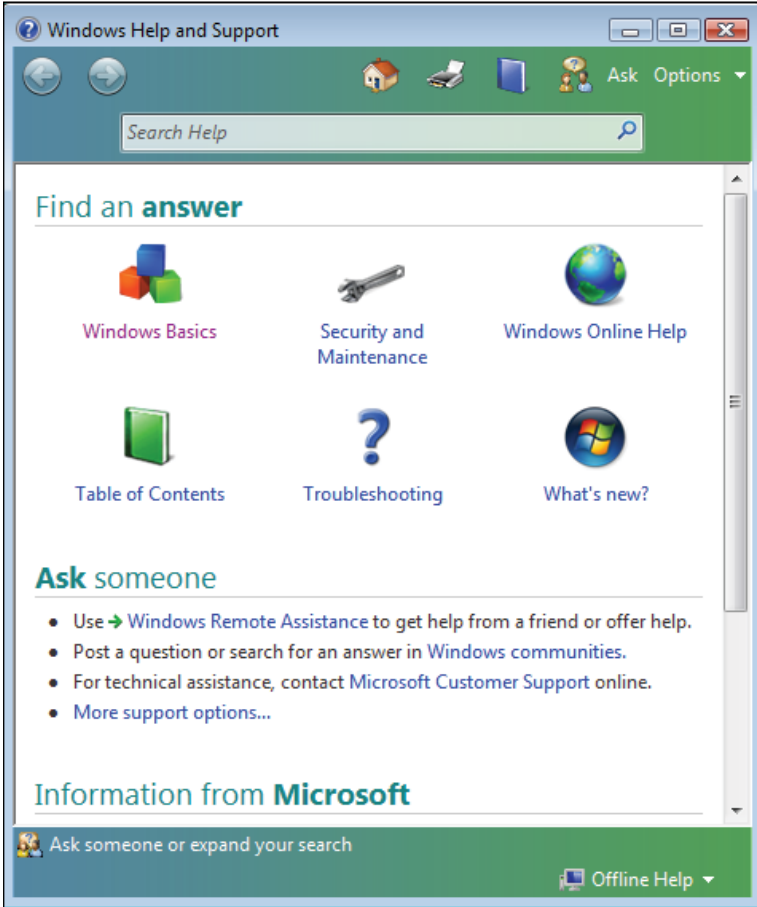 Windows Help and Support
Ask Options
Search Help
Find an answer
Windows Basics
Security and
Maintenance
Windows Online Help
Table of Contents
Troubleshooting
What's new?
Ask someone
Use Windows Remote Assistance to get help from a friend or offer help.
Post a question or search for an answer in Windows communities.
For technical assistance, contact Microsoft Customer Support online.
More support options...
Information from Microsoft
Ask someone or expand your search
Offline Help